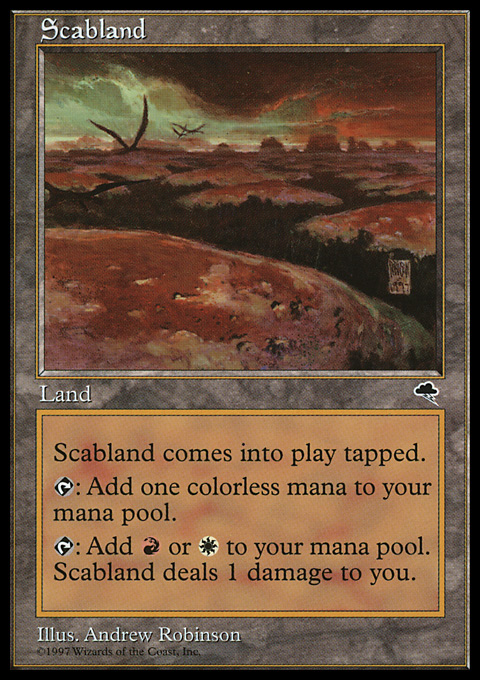 Scabland
Land
Scabland comes into play tapped.
: Add one colorless mana to your
mana pool.
: Add or to your mana pool.
Scabland deals 1 damage to you.
Illus. Andrew Robinson
©1997 Wizards of the Coast, Inc.